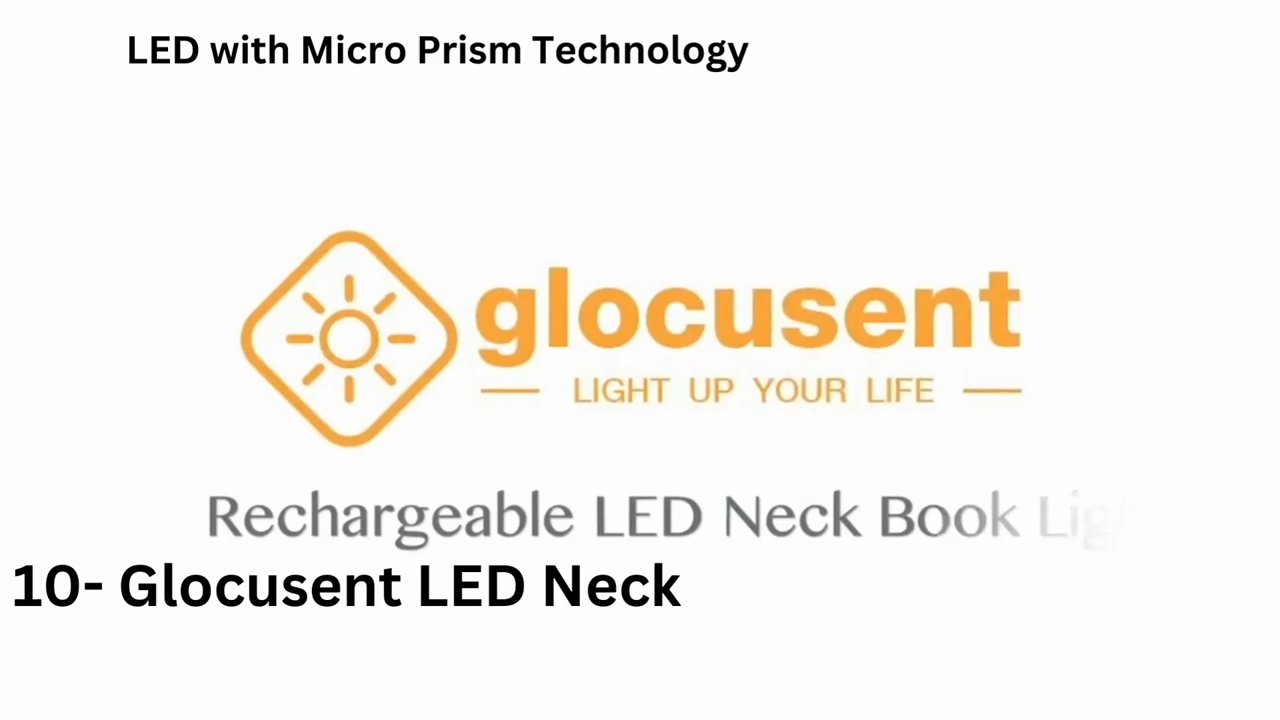 LED with Micro Prism Technology
glocusent
LIGHT UP YOUR LIFE
Rechargeable LED Neck Book
10- Glocusent LED Neck